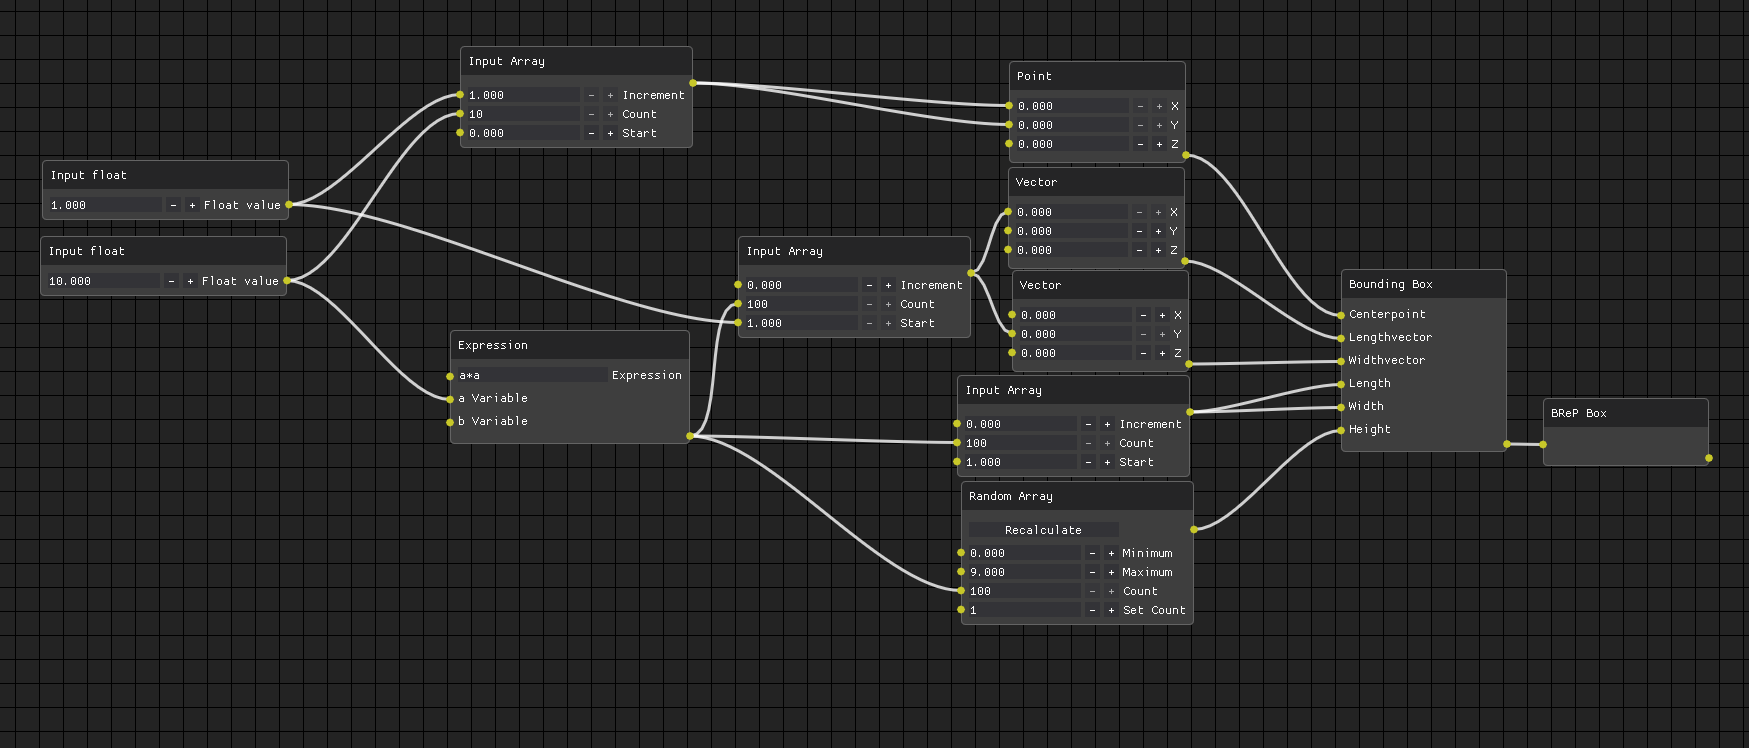 Input Array
1.000 - + Increment
10 - + Count
0.000 - + Start
Point
0.000 - + X
0.000 - + Y
0.000 - + Z
Input float
1.000 - + Float value
Vector
0.000 - + X
0.000 - + Y
0.000 - + Z
Input float
10.000 - + Float value
Input Array
0.000 - + Increment
100 - + Count
1.000 - + Start
Vector
0.000 - + X
0.000 - + Y
0.000 - + Z
Bounding Box
Centerpoint
Lengthvector
Widthvector
Length
Width
Height
Expression
a*a Expression
a Variable
b Variable
Input Array
0.000 - + Increment
100 - + Count
1.000 - + Start
BReP Box
Random Array
Recalculate
0.000 - + Minimum
9.000 - + Maximum
100 - + Count
1 - + Set Count